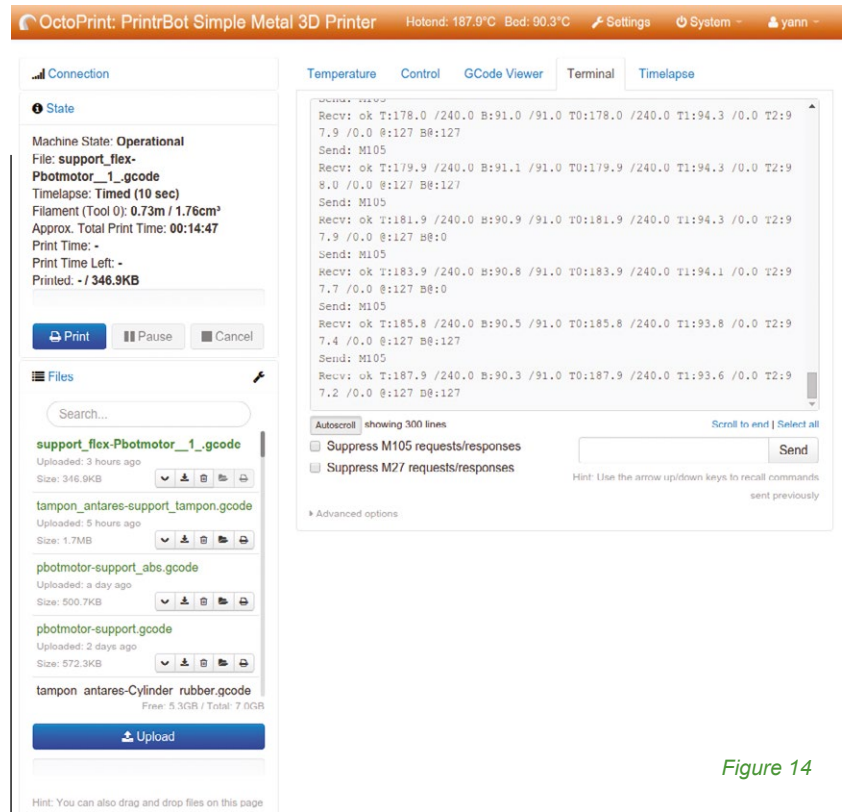 OctoPrint: PrintrBot Simple Metal 3D Printer
Hotend: 187.9°C Bed: 90.3°C
Settings
System
yann
Connection
State
Machine State: Operational
File: support_flex-
Pbotmotor__1_.gcode
Timelapse: Timed (10 sec)
Filament (Tool 0): 0.73m / 1.76cm³
Approx. Total Print Time: 00:14:47
Print Time: -
Print Time Left: -
Printed: - / 346.9KB
Print
Pause
Cancel
Files
Search...
support_flex-Pbotmotor__1_.gcode
Uploaded: 3 hours ago
Size: 346.9KB
tampon_antares-support_tampon.gcode
Uploaded: 5 hours ago
Size: 1.7MB
pbotmotor-support_abs.gcode
Uploaded: a day ago
Size: 500.7KB
pbotmotor-support.gcode
Uploaded: 2 days ago
Size: 572.3KB
tampon_antares-Cylinder_rubber.gcode
Free: 5.3GB / Total: 7.0GB
Upload
Hint: You can also drag and drop files on this page
Temperature
Control
GCode Viewer
Terminal
Timelapse
Send: M105
Recv: ok T:178.0 /240.0 B:91.0 /91.0 T0:178.0 /240.0 T1:94.3 /0.0 T2:9
7.9 /0.0 @:127 B@:127
Send: M105
Recv: ok T:179.9 /240.0 B:91.1 /91.0 T0:179.9 /240.0 T1:94.3 /0.0 T2:9
8.0 /0.0 @:127 B@:127
Send: M105
Recv: ok T:181.9 /240.0 B:90.9 /91.0 T0:181.9 /240.0 T1:94.3 /0.0 T2:9
7.9 /0.0 @:127 B@:0
Send: M105
Recv: ok T:183.9 /240.0 B:90.8 /91.0 T0:183.9 /240.0 T1:94.1 /0.0 T2:9
7.7 /0.0 @:127 B@:0
Send: M105
Recv: ok T:185.8 /240.0 B:90.5 /91.0 T0:185.8 /240.0 T1:93.8 /0.0 T2:9
7.4 /0.0 @:127 B@:127
Send: M105
Recv: ok T:187.9 /240.0 B:90.3 /91.0 T0:187.9 /240.0 T1:93.6 /0.0 T2:9
7.2 /0.0 @:127 B@:127
Autoscroll showing 300 lines
Scroll to end | Select all
Suppress M105 requests/responses
Suppress M27 requests/responses
Send
Hint: Use the arrow up/down keys to recall commands
sent previously
Advanced options
Figure 14